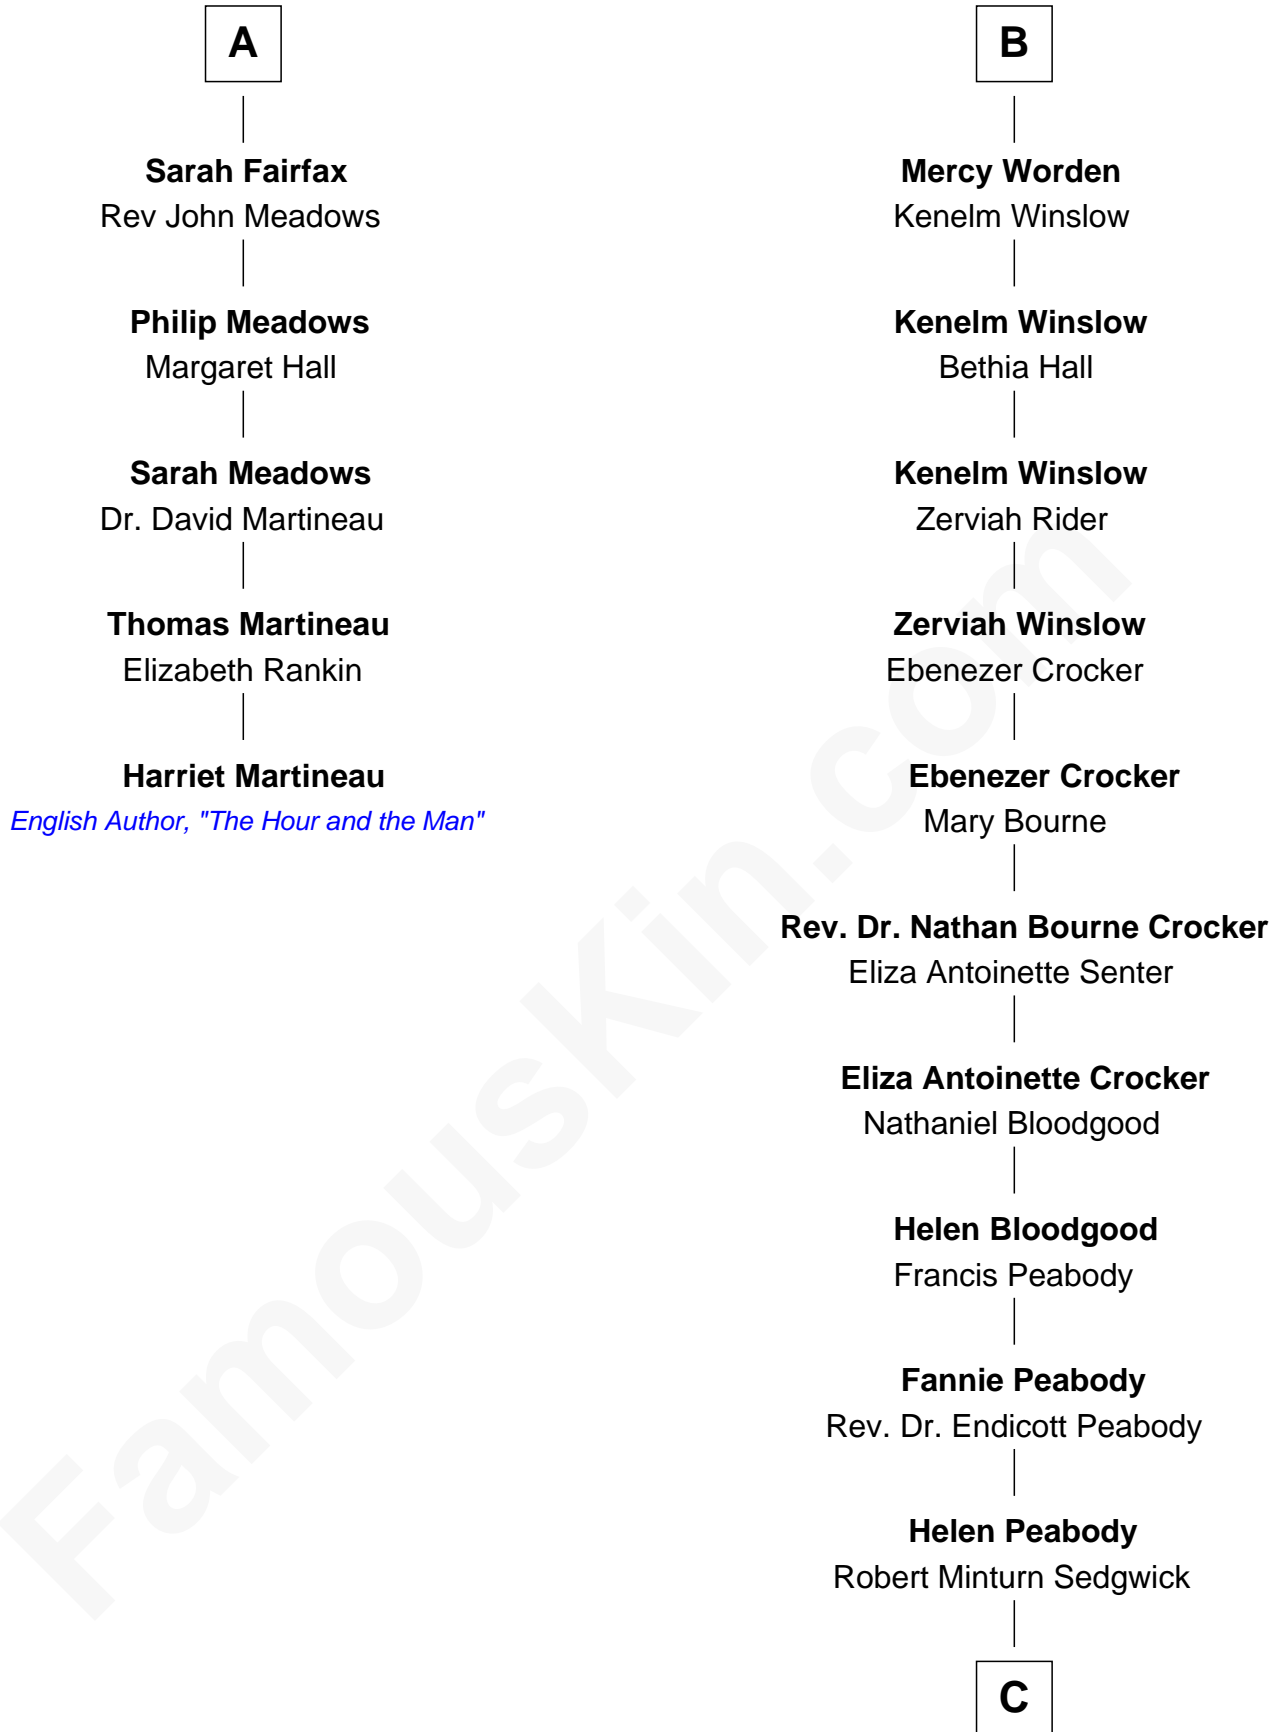 A
Sarah Fairfax
Rev John Meadows
Philip Meadows
Margaret Hall
Sarah Meadows
Dr. David Martineau
Thomas Martineau
Elizabeth Rankin
Harriet Martineau
English Author, "The Hour and the Man"
B
Mercy Worden
Kenelm Winslow
Kenelm Winslow
Bethia Hall
Kenelm Winslow
Zerviah Rider
Zerviah Winslow
Ebenezer Crocker
Ebenezer Crocker
Mary Bourne
Rev. Dr. Nathan Bourne Crocker
Eliza Antoinette Senter
Eliza Antoinette Crocker
Nathaniel Bloodgood
Helen Bloodgood
Francis Peabody
Fannie Peabody
Rev. Dr. Endicott Peabody
Helen Peabody
Robert Minturn Sedgwick
C
FamousKin.com